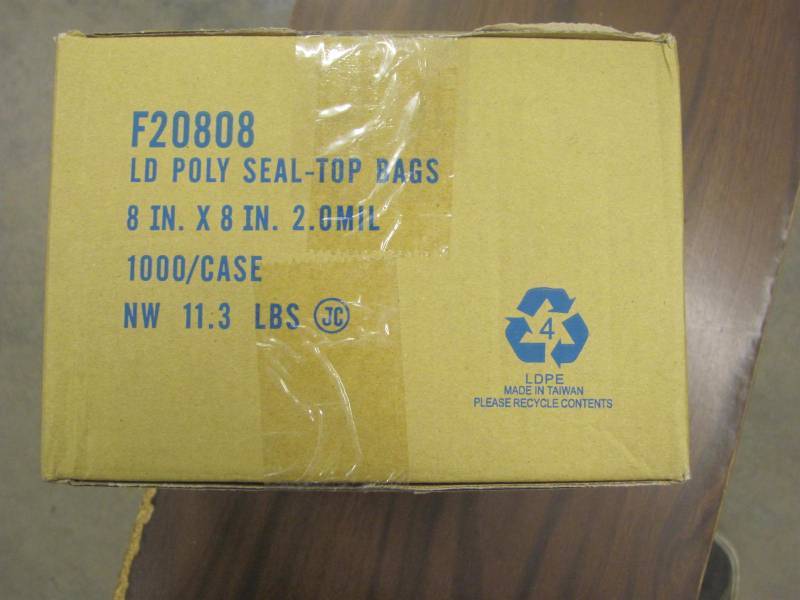 F20808
LD POLY SEAL-TOP BAGS
8 IN. X 8 IN. 2.0MIL
1000/CASE
NW 11.3 LBS JC
4
LDPE
MADE IN TAIWAN
PLEASE RECYCLE CONTENTS